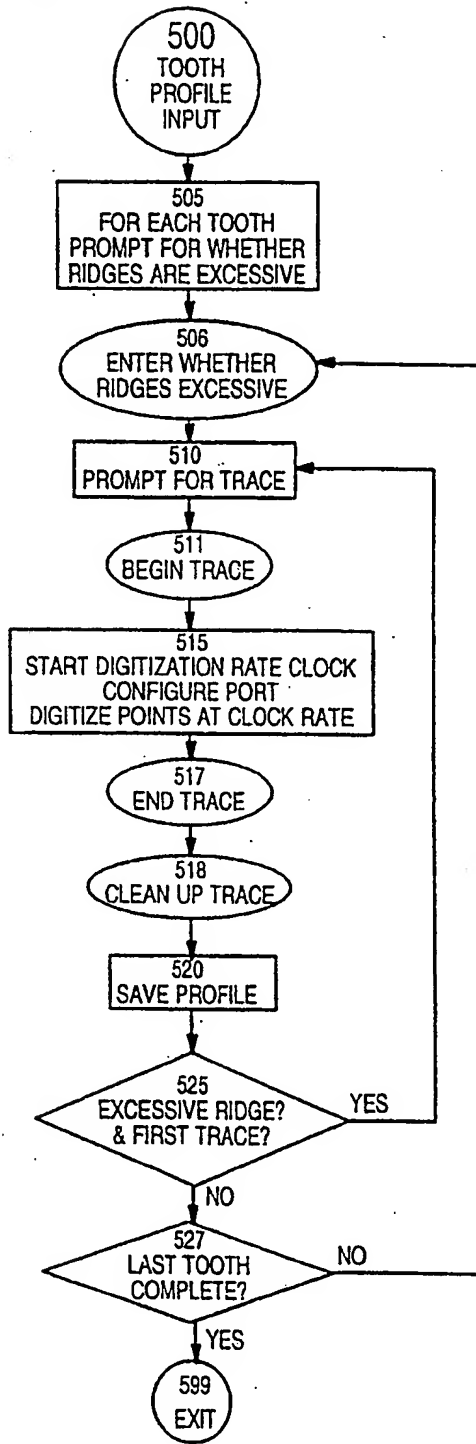 500
TOOTH
PROFILE
INPUT
505
FOR EACH TOOTH
PROMPT FOR WHETHER
RIDGES ARE EXCESSIVE
506
ENTER WHETHER
RIDGES EXCESSIVE
510
PROMPT FOR TRACE
511
BEGIN TRACE
515
START DIGITIZATION RATE CLOCK
CONFIGURE PORT
DIGITIZE POINTS AT CLOCK RATE
517
END TRACE
518
CLEAN UP TRACE
520
SAVE PROFILE
525
EXCESSIVE RIDGE?
& FIRST TRACE?
YES
NO
527
LAST TOOTH
COMPLETE?
NO
YES
599
EXIT